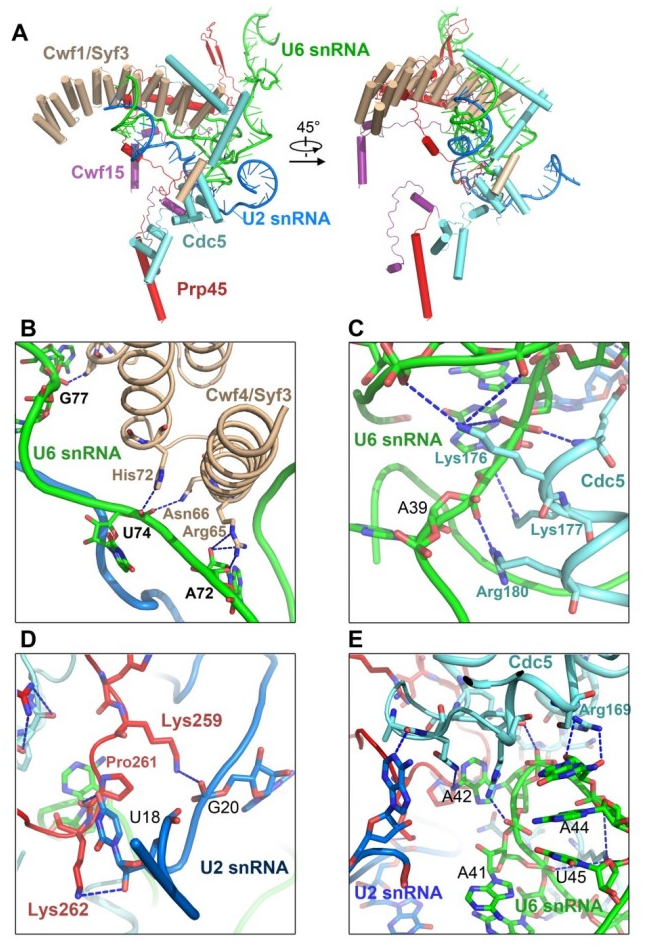 A
Cwf1/Syf3
U6 snRNA
45°
Cwf15
U2 snRNA
Cdc5
Prp45
B
G77
Cwf4/Syf3
U6 snRNA
His72
Asn66
Arg65
U74
A72
C
U6 snRNA
Lys176
Cdc5
A39
Lys177
Arg180
D
Lys259
Pro261
U18
G20
U2 snRNA
Lys262
E
Cdc5
Arg169
A42
A44
A41
U45
U2 snRNA
U6 snRNA